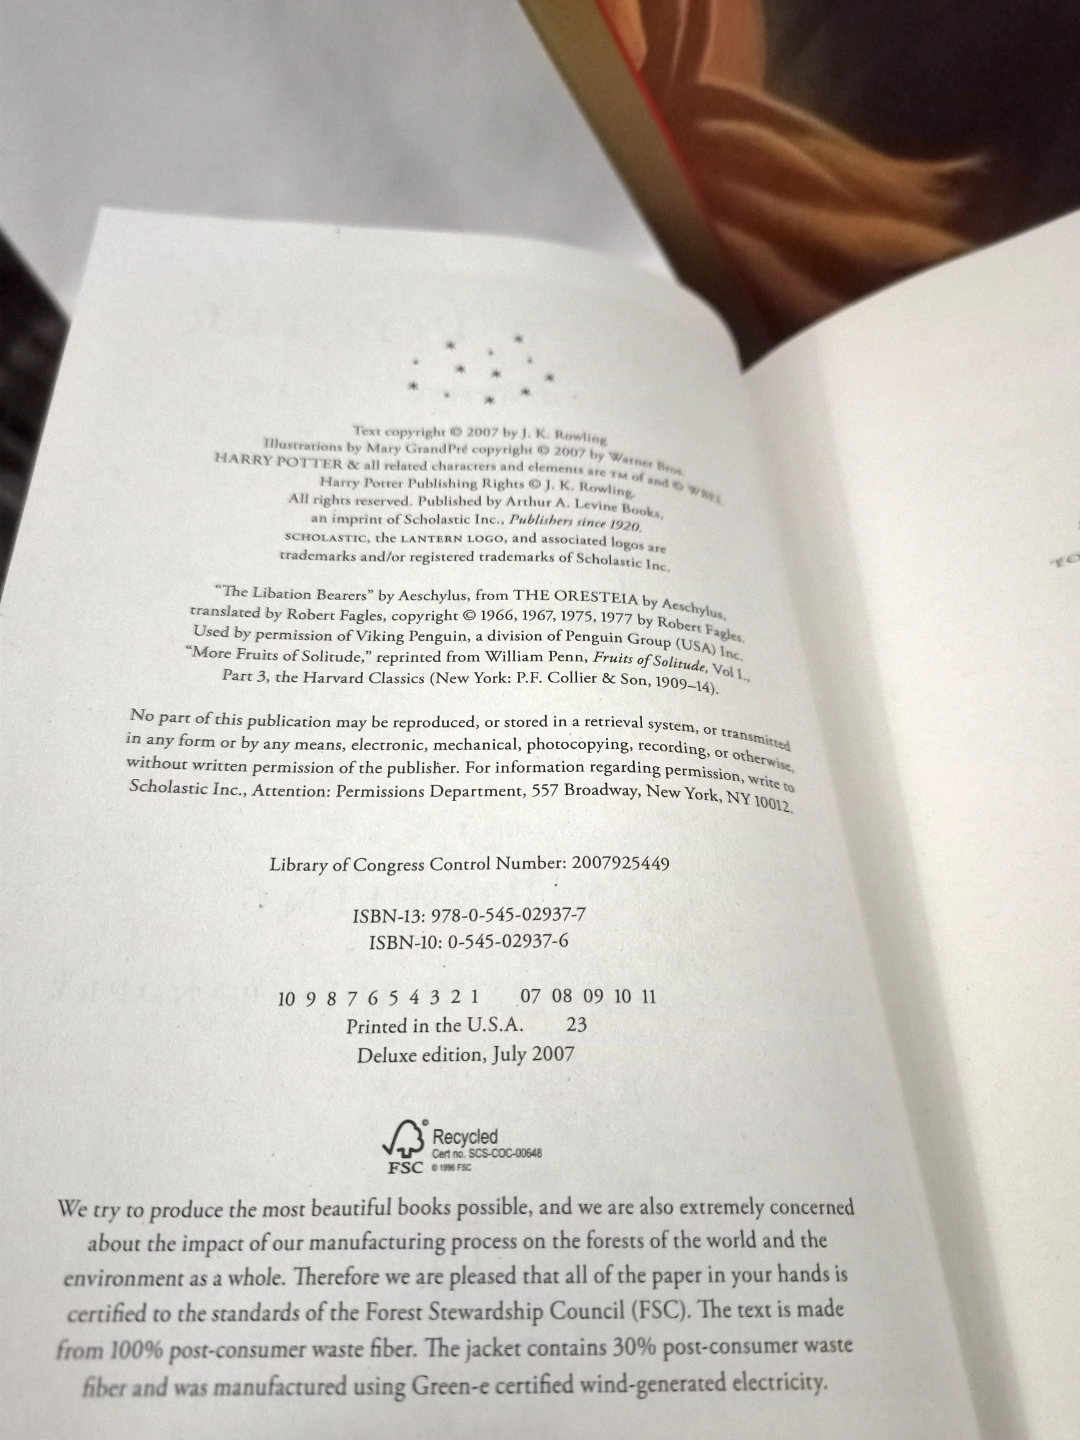 Text copyright © 2007 by J. K. Rowling
Illustrations by Mary GrandPré copyright © 2007 by Warner Bros.
HARRY POTTER & all related characters and elements are TM of and © WBEI.
Harry Potter Publishing Rights © J. K. Rowling.
All rights reserved. Published by Arthur A. Levine Books,
an imprint of Scholastic Inc., Publishers since 1920.
SCHOLASTIC, the LANTERN LOGO, and associated logos are
trademarks and/or registered trademarks of Scholastic Inc.
“The Libation Bearers” by Aeschylus, from THE ORESTEIA by Aeschylus,
translated by Robert Fagles, copyright © 1966, 1967, 1975, 1977 by Robert Fagles.
Used by permission of Viking Penguin, a division of Penguin Group (USA) Inc.
“More Fruits of Solitude,” reprinted from William Penn, Fruits of Solitude, Vol I.,
Part 3, the Harvard Classics (New York: P.F. Collier & Son, 1909–14).
No part of this publication may be reproduced, or stored in a retrieval system, or transmitted
in any form or by any means, electronic, mechanical, photocopying, recording, or otherwise,
without written permission of the publisher. For information regarding permission, write to
Scholastic Inc., Attention: Permissions Department, 557 Broadway, New York, NY 10012.
Library of Congress Control Number: 2007925449
ISBN-13: 978-0-545-02937-7
ISBN-10: 0-545-02937-6
10 9 8 7 6 5 4 3 2 1 07 08 09 10 11
Printed in the U.S.A. 23
Deluxe edition, July 2007
Recycled
Cert no. SCS-COC-00648
FSC © 1996 FSC
We try to produce the most beautiful books possible, and we are also extremely concerned
about the impact of our manufacturing process on the forests of the world and the
environment as a whole. Therefore we are pleased that all of the paper in your hands is
certified to the standards of the Forest Stewardship Council (FSC). The text is made
from 100% post-consumer waste fiber. The jacket contains 30% post-consumer waste
fiber and was manufactured using Green-e certified wind-generated electricity.